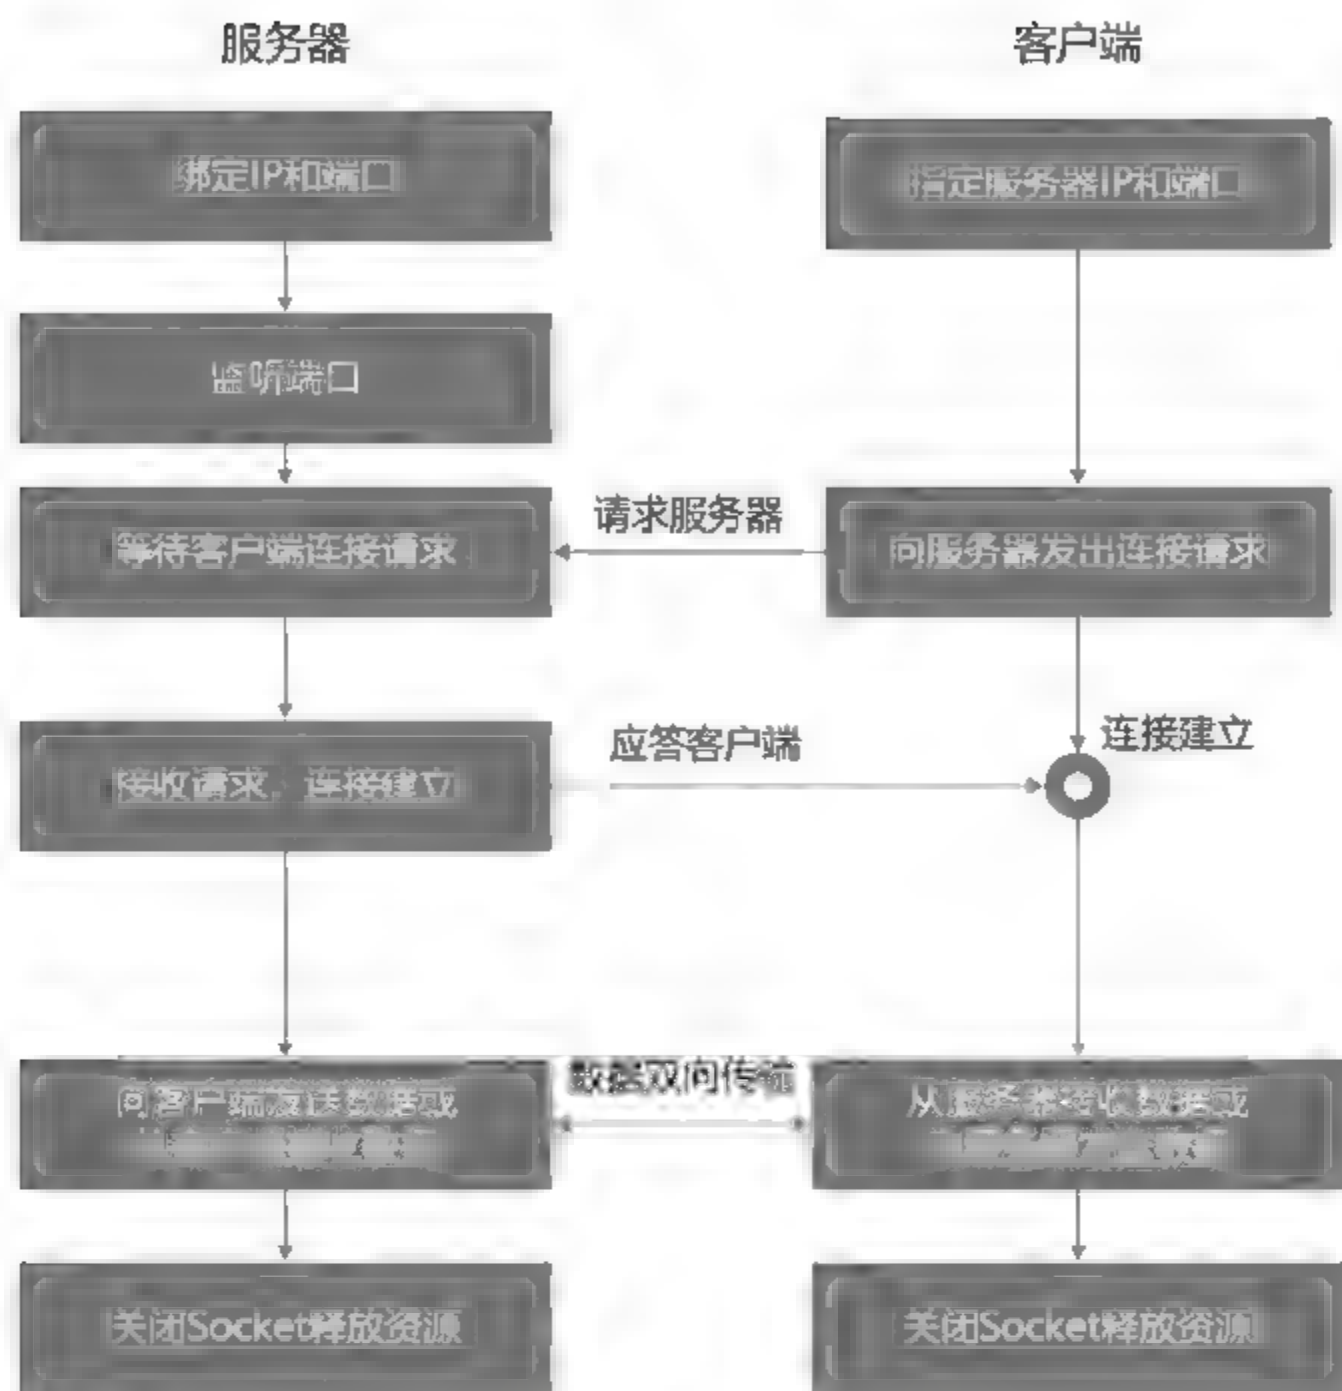 服务器
客户端
绑定IP和端口
指定服务器IP和端口
监听端口
等待客户端连接请求
请求服务器
向服务器发出连接请求
接收请求，连接建立
应答客户端
连接建立
向客户端发送数据或
数据双向传
从服务器接收数据或
关闭Socket释放资源
关闭Socket释放资源